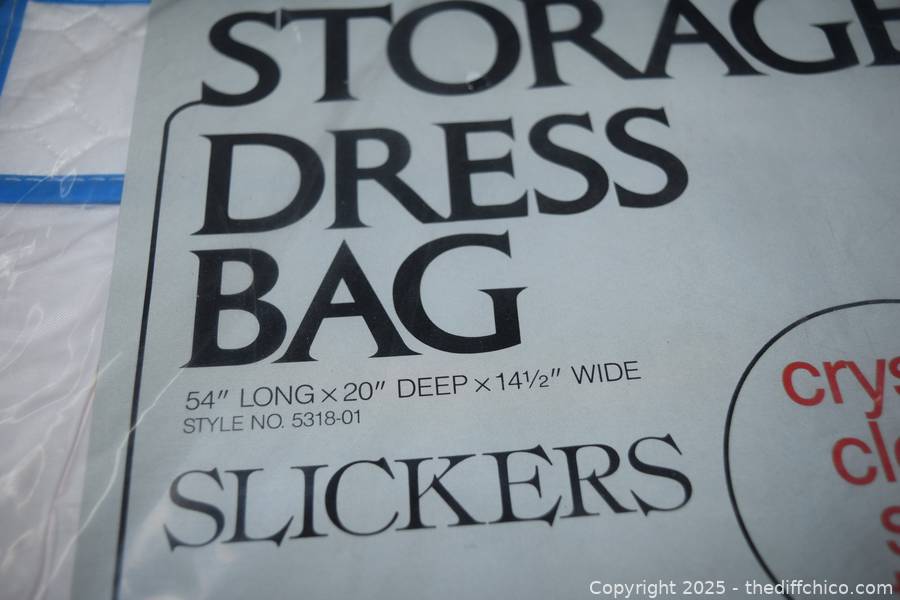 STORAGE
DRESS
BAG
54" LONG × 20" DEEP × 14½" WIDE
STYLE NO. 5318-01
SLICKERS
Copyright 2025 - thediffchico.com